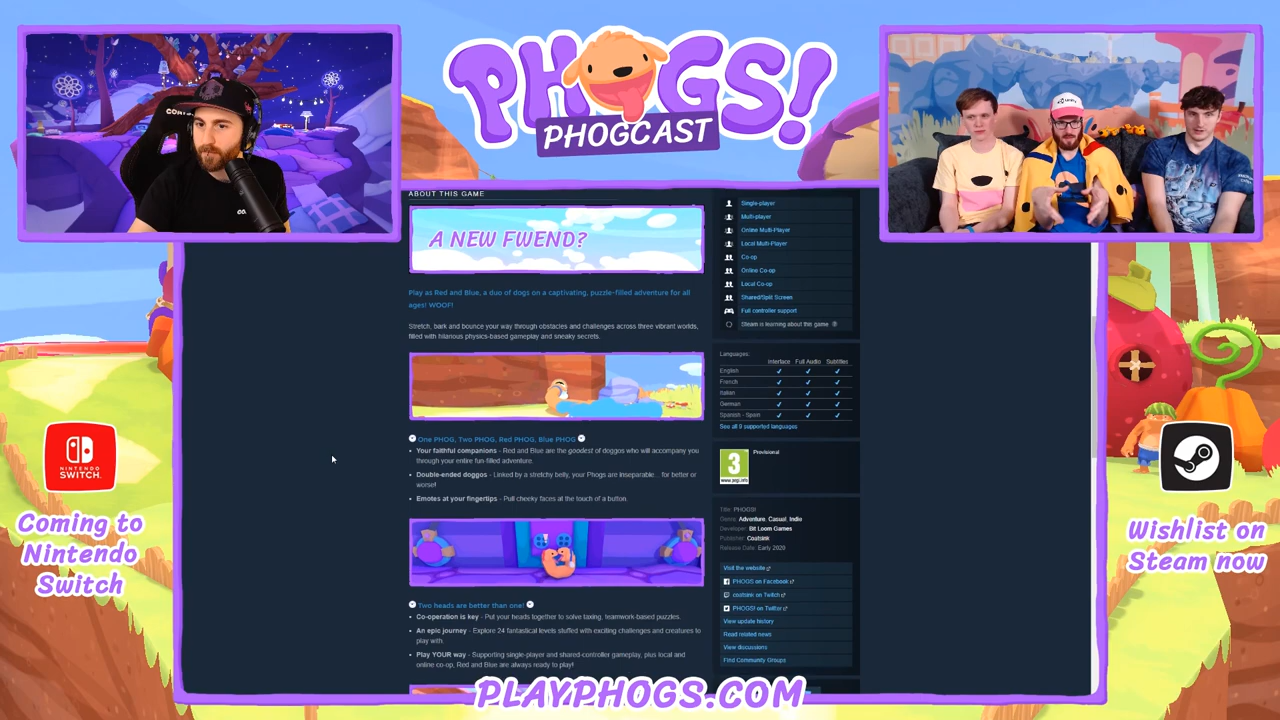 PHOGS!
PHOGCAST
ABOUT THIS GAME
A NEW FWEND?
Play as Red and Blue, a duo of dogs on a captivating, puzzle-filled adventure for all
ages! WOOF!
Stretch, bark and bounce your way through obstacles and challenges across three vibrant worlds,
filled with hilarious physics-based gameplay and sneaky secrets.
One PHOG, Two PHOG, Red PHOG, Blue PHOG
• Your faithful companions - Red and Blue are the goodest of doggos who will accompany you
through your entire fun-filled adventure.
• Double-ended doggos - Linked by a stretchy belly, your Phogs are inseparable... for better or
worse!
• Emotes at your fingertips - Pull cheeky faces at the touch of a button.
Two heads are better than one!
• Co-operation is key - Put your heads together to solve taxing, teamwork-based puzzles.
• An epic journey - Explore 24 fantastical levels stuffed with exciting challenges and creatures to
play with.
• Play YOUR way - Supporting single-player and shared-controller gameplay, plus local and
online co-op, Red and Blue are always ready to play!
Single-player
Multi-player
Online Multi-Player
Local Multi-Player
Co-op
Online Co-op
Local Co-op
Shared/Split Screen
Full controller support
Steam is learning about this game
Languages:
Interface Full Audio Subtitles
English ✔ ✔ ✔
French ✔ ✔ ✔
Italian ✔ ✔ ✔
German ✔ ✔ ✔
Spanish - Spain ✔ ✔ ✔
See all 9 supported languages
3
www.pegi.info
Provisional
Title: PHOGS!
Genre: Adventure, Casual, Indie
Developer: Bit Loom Games
Publisher: Coatsink
Release Date: Early 2020
Visit the website
PHOGS on Facebook
coatsink on Twitch
PHOGS! on Twitter
View update history
Read related news
View discussions
Find Community Groups
NINTENDO
SWITCH.
Coming to
Nintendo
Switch
Wishlist on
Steam now
PLAYPHOGS.COM